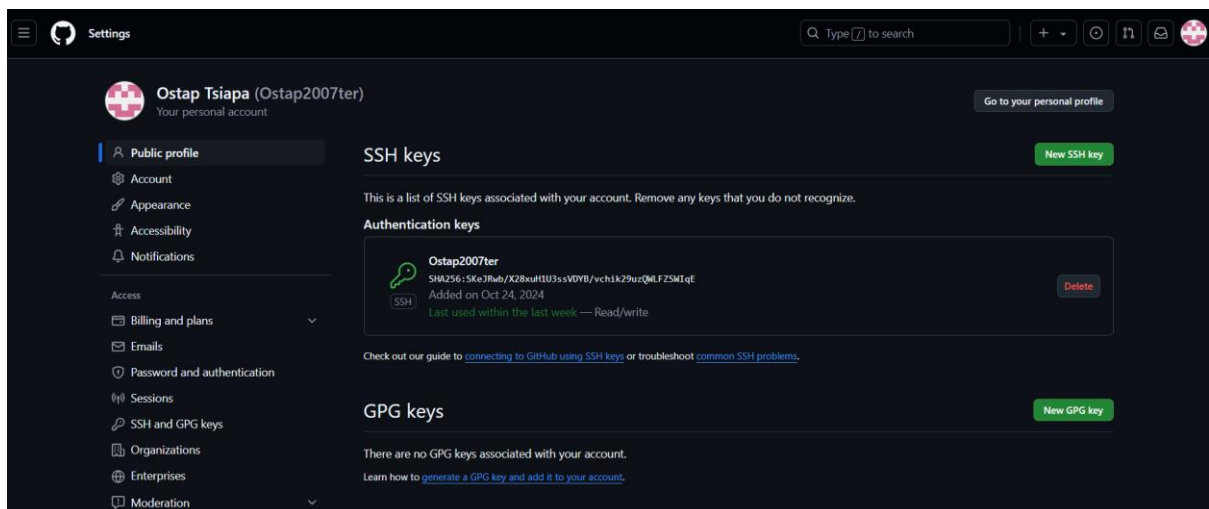 Settings
Type / to search
Ostap Tsiapa (Ostap2007ter)
Your personal account
Go to your personal profile
Public profile
Account
Appearance
Accessibility
Notifications
Access
Billing and plans
Emails
Password and authentication
Sessions
SSH and GPG keys
Organizations
Enterprises
Moderation
SSH keys
New SSH key
This is a list of SSH keys associated with your account. Remove any keys that you do not recognize.
Authentication keys
Ostap2007ter
SHA256:SKeJRwb/X28xuH1U3ssVDYB/vchik29uzQWLFZSWIqE
SSH
Added on Oct 24, 2024
Last used within the last week — Read/write
Delete
Check out our guide to connecting to GitHub using SSH keys or troubleshoot common SSH problems.
GPG keys
New GPG key
There are no GPG keys associated with your account.
Learn how to generate a GPG key and add it to your account.